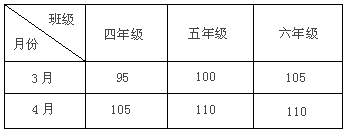 班级
月份 四年级 五年级 六年级
3月 95 100 105
4月 105 110 110